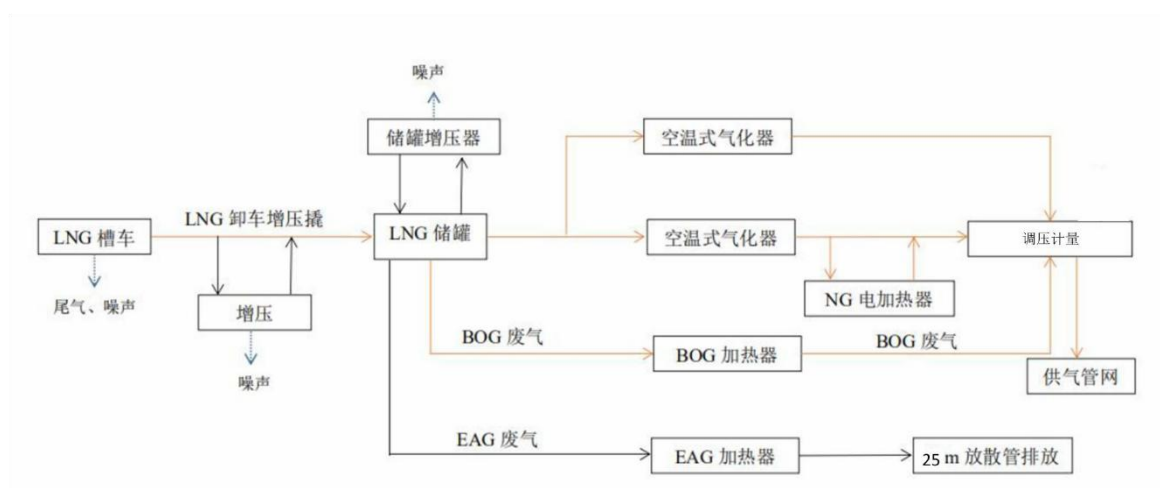 噪声
储罐增压器
空温式气化器
LNG 卸车增压撬
LNG 槽车
LNG 储罐
空温式气化器
调压计量
尾气、噪声
增压
NG 电加热器
BOG 废气
BOG 加热器
BOG 废气
噪声
供气管网
EAG 废气
EAG 加热器
25 m 放散管排放